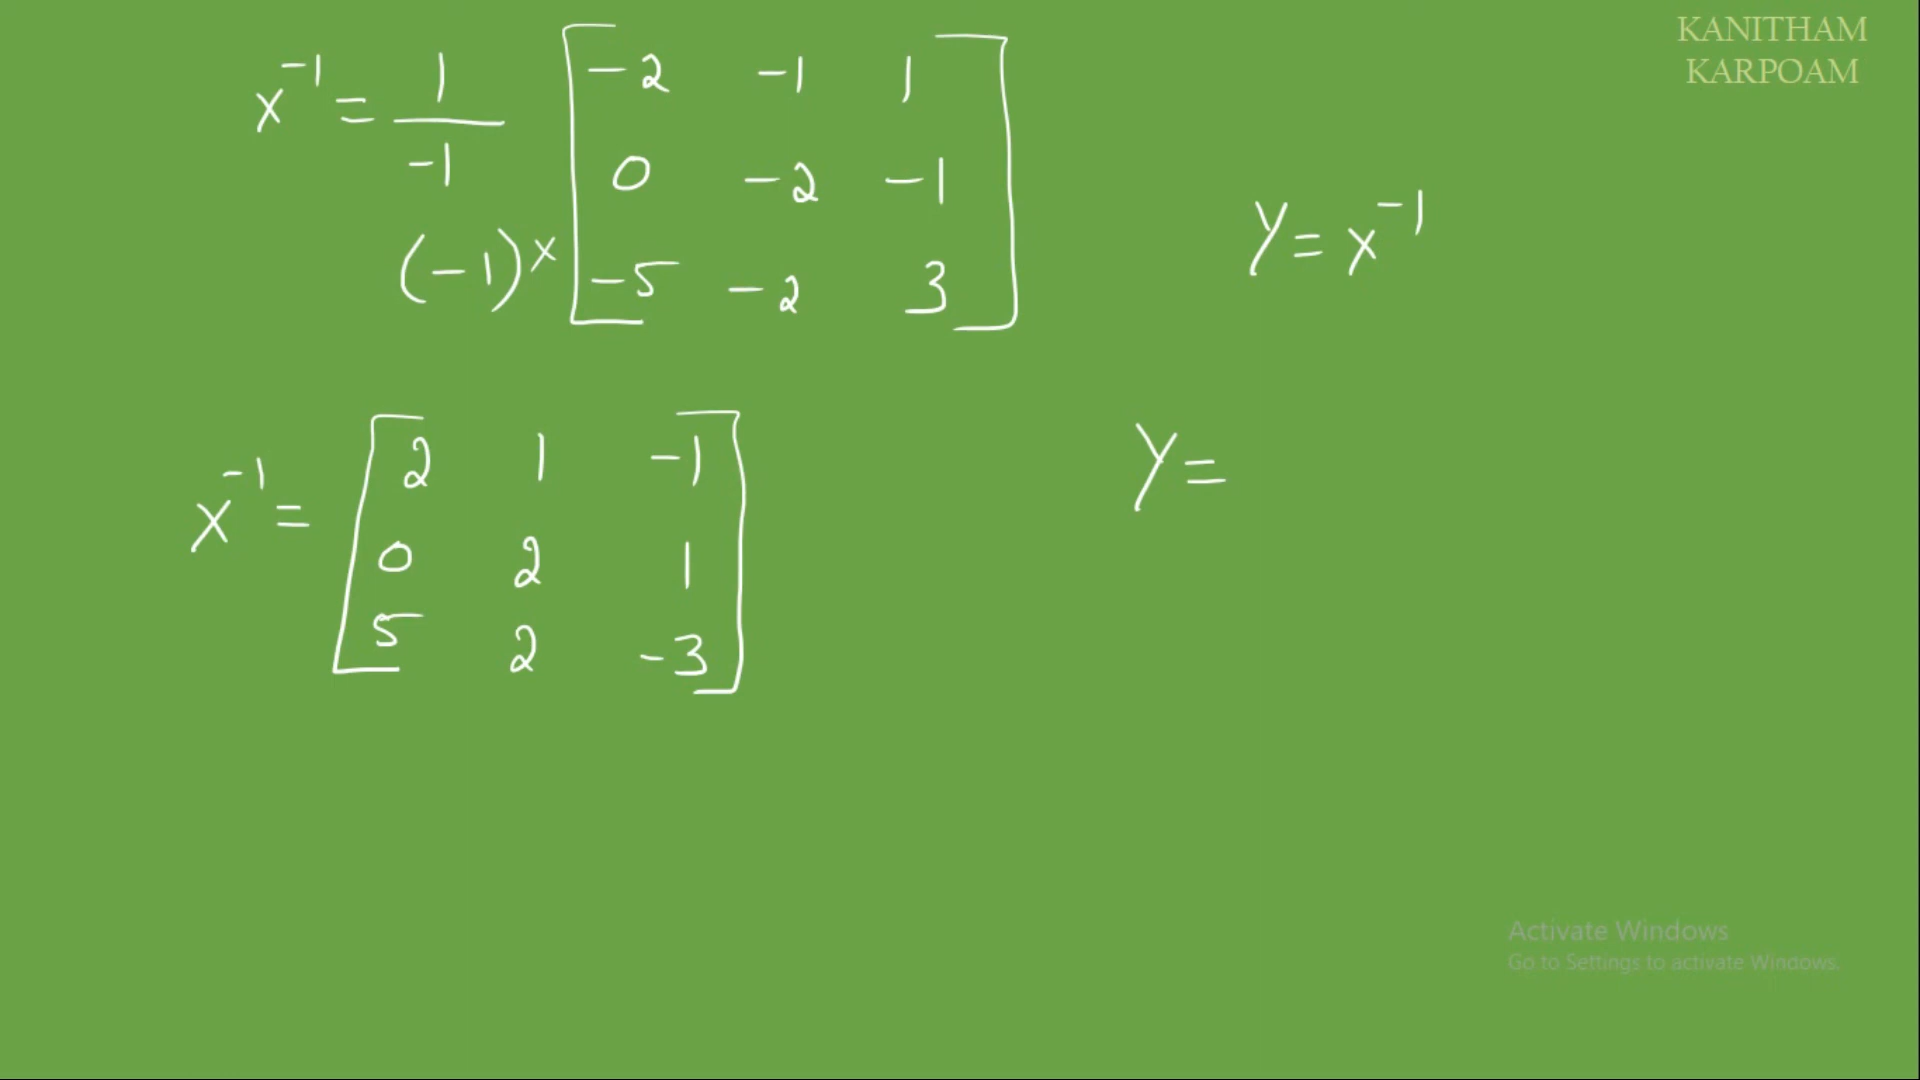 KANITHAM
KARPOAM
x⁻¹ = 1/-1 [ -2 -1 1
0 -2 -1
(-1) x -5 -2 3 ]
y = x⁻¹
x⁻¹ = [ 2 1 -1
0 2 1
5 2 -3 ]
y =
Activate Windows
Go to Settings to activate Windows.